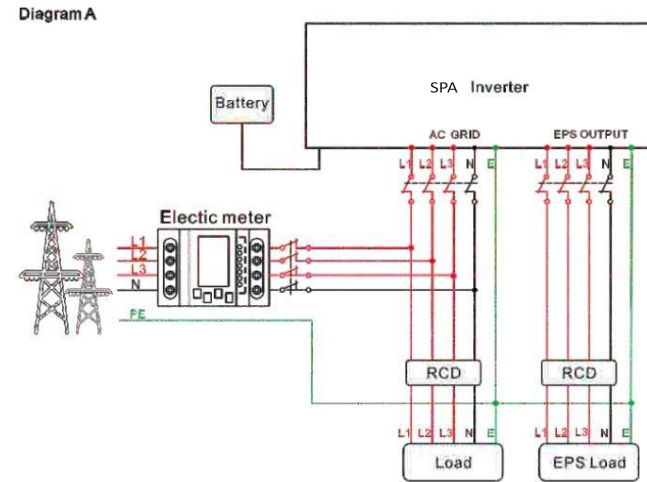 Diagram A
SPA Inverter
Battery
AC GRID
EPS OUTPUT
L1 L2 L3 N E
L1 L2 L3 N E
Electic meter
L1
L2
L3
N
PE
RCD
RCD
L1 L2 L3 N E
L1 L2 L3 N E
Load
EPS Load